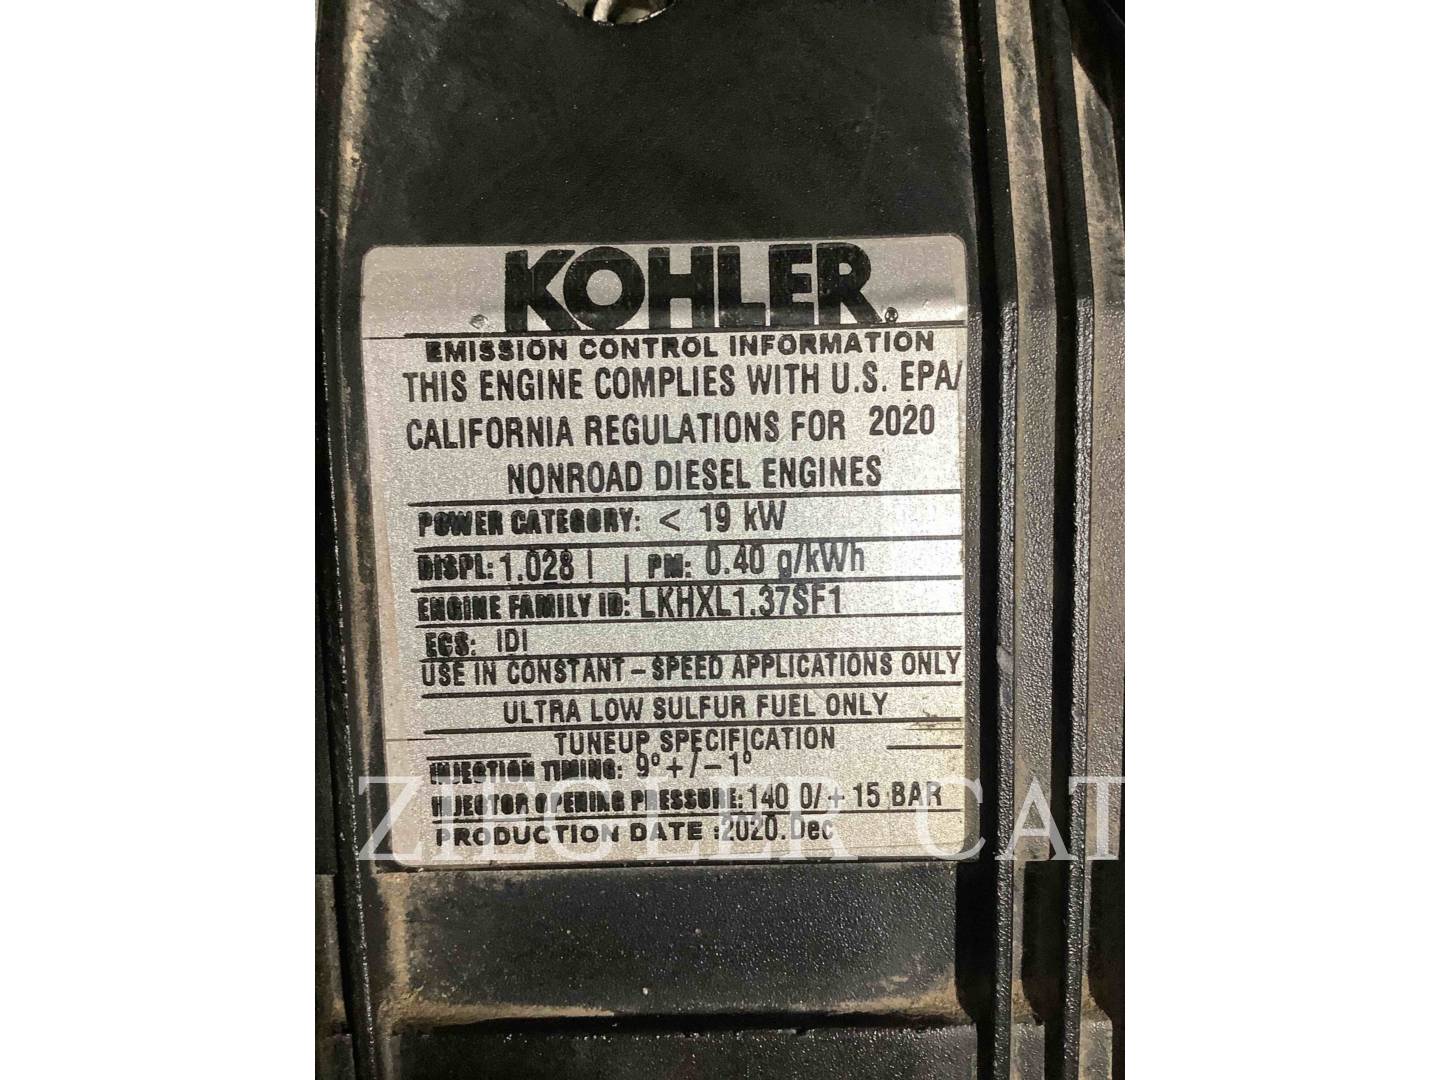 KOHLER®
EMISSION CONTROL INFORMATION
THIS ENGINE COMPLIES WITH U.S. EPA/
CALIFORNIA REGULATIONS FOR 2020
NONROAD DIESEL ENGINES
POWER CATEGORY: < 19 kW
DISPL: 1.028 l | PM: 0.40 g/kWh
ENGINE FAMILY ID: LKHXL1.37SF1
ECS: IDI
USE IN CONSTANT - SPEED APPLICATIONS ONLY
ULTRA LOW SULFUR FUEL ONLY
TUNEUP SPECIFICATION
INJECTION TIMING: 9° +/- 1°
INJECTOR OPENING PRESSURE: 140 0/ + 15 BAR
PRODUCTION DATE :2020.Dec
ZIEGLER CAT